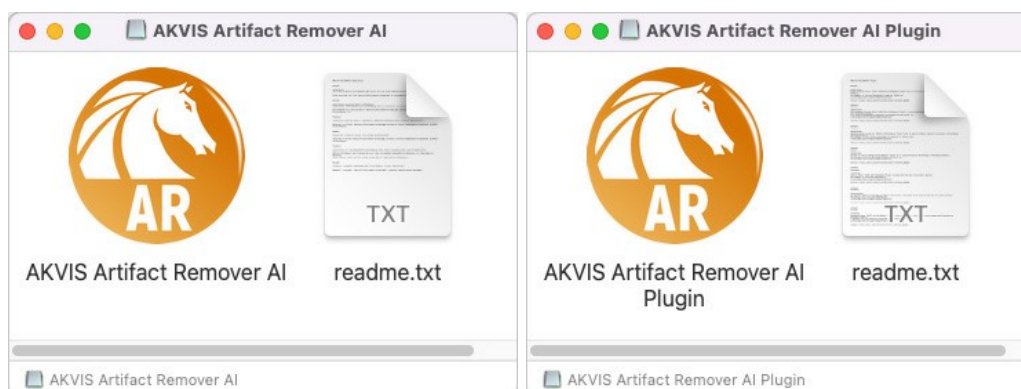 AKVIS Artifact Remover AI
AR
TXT
AKVIS Artifact Remover AI
readme.txt
AKVIS Artifact Remover AI
AKVIS Artifact Remover AI Plugin
AR
TXT
AKVIS Artifact Remover AI
Plugin
readme.txt
AKVIS Artifact Remover AI Plugin